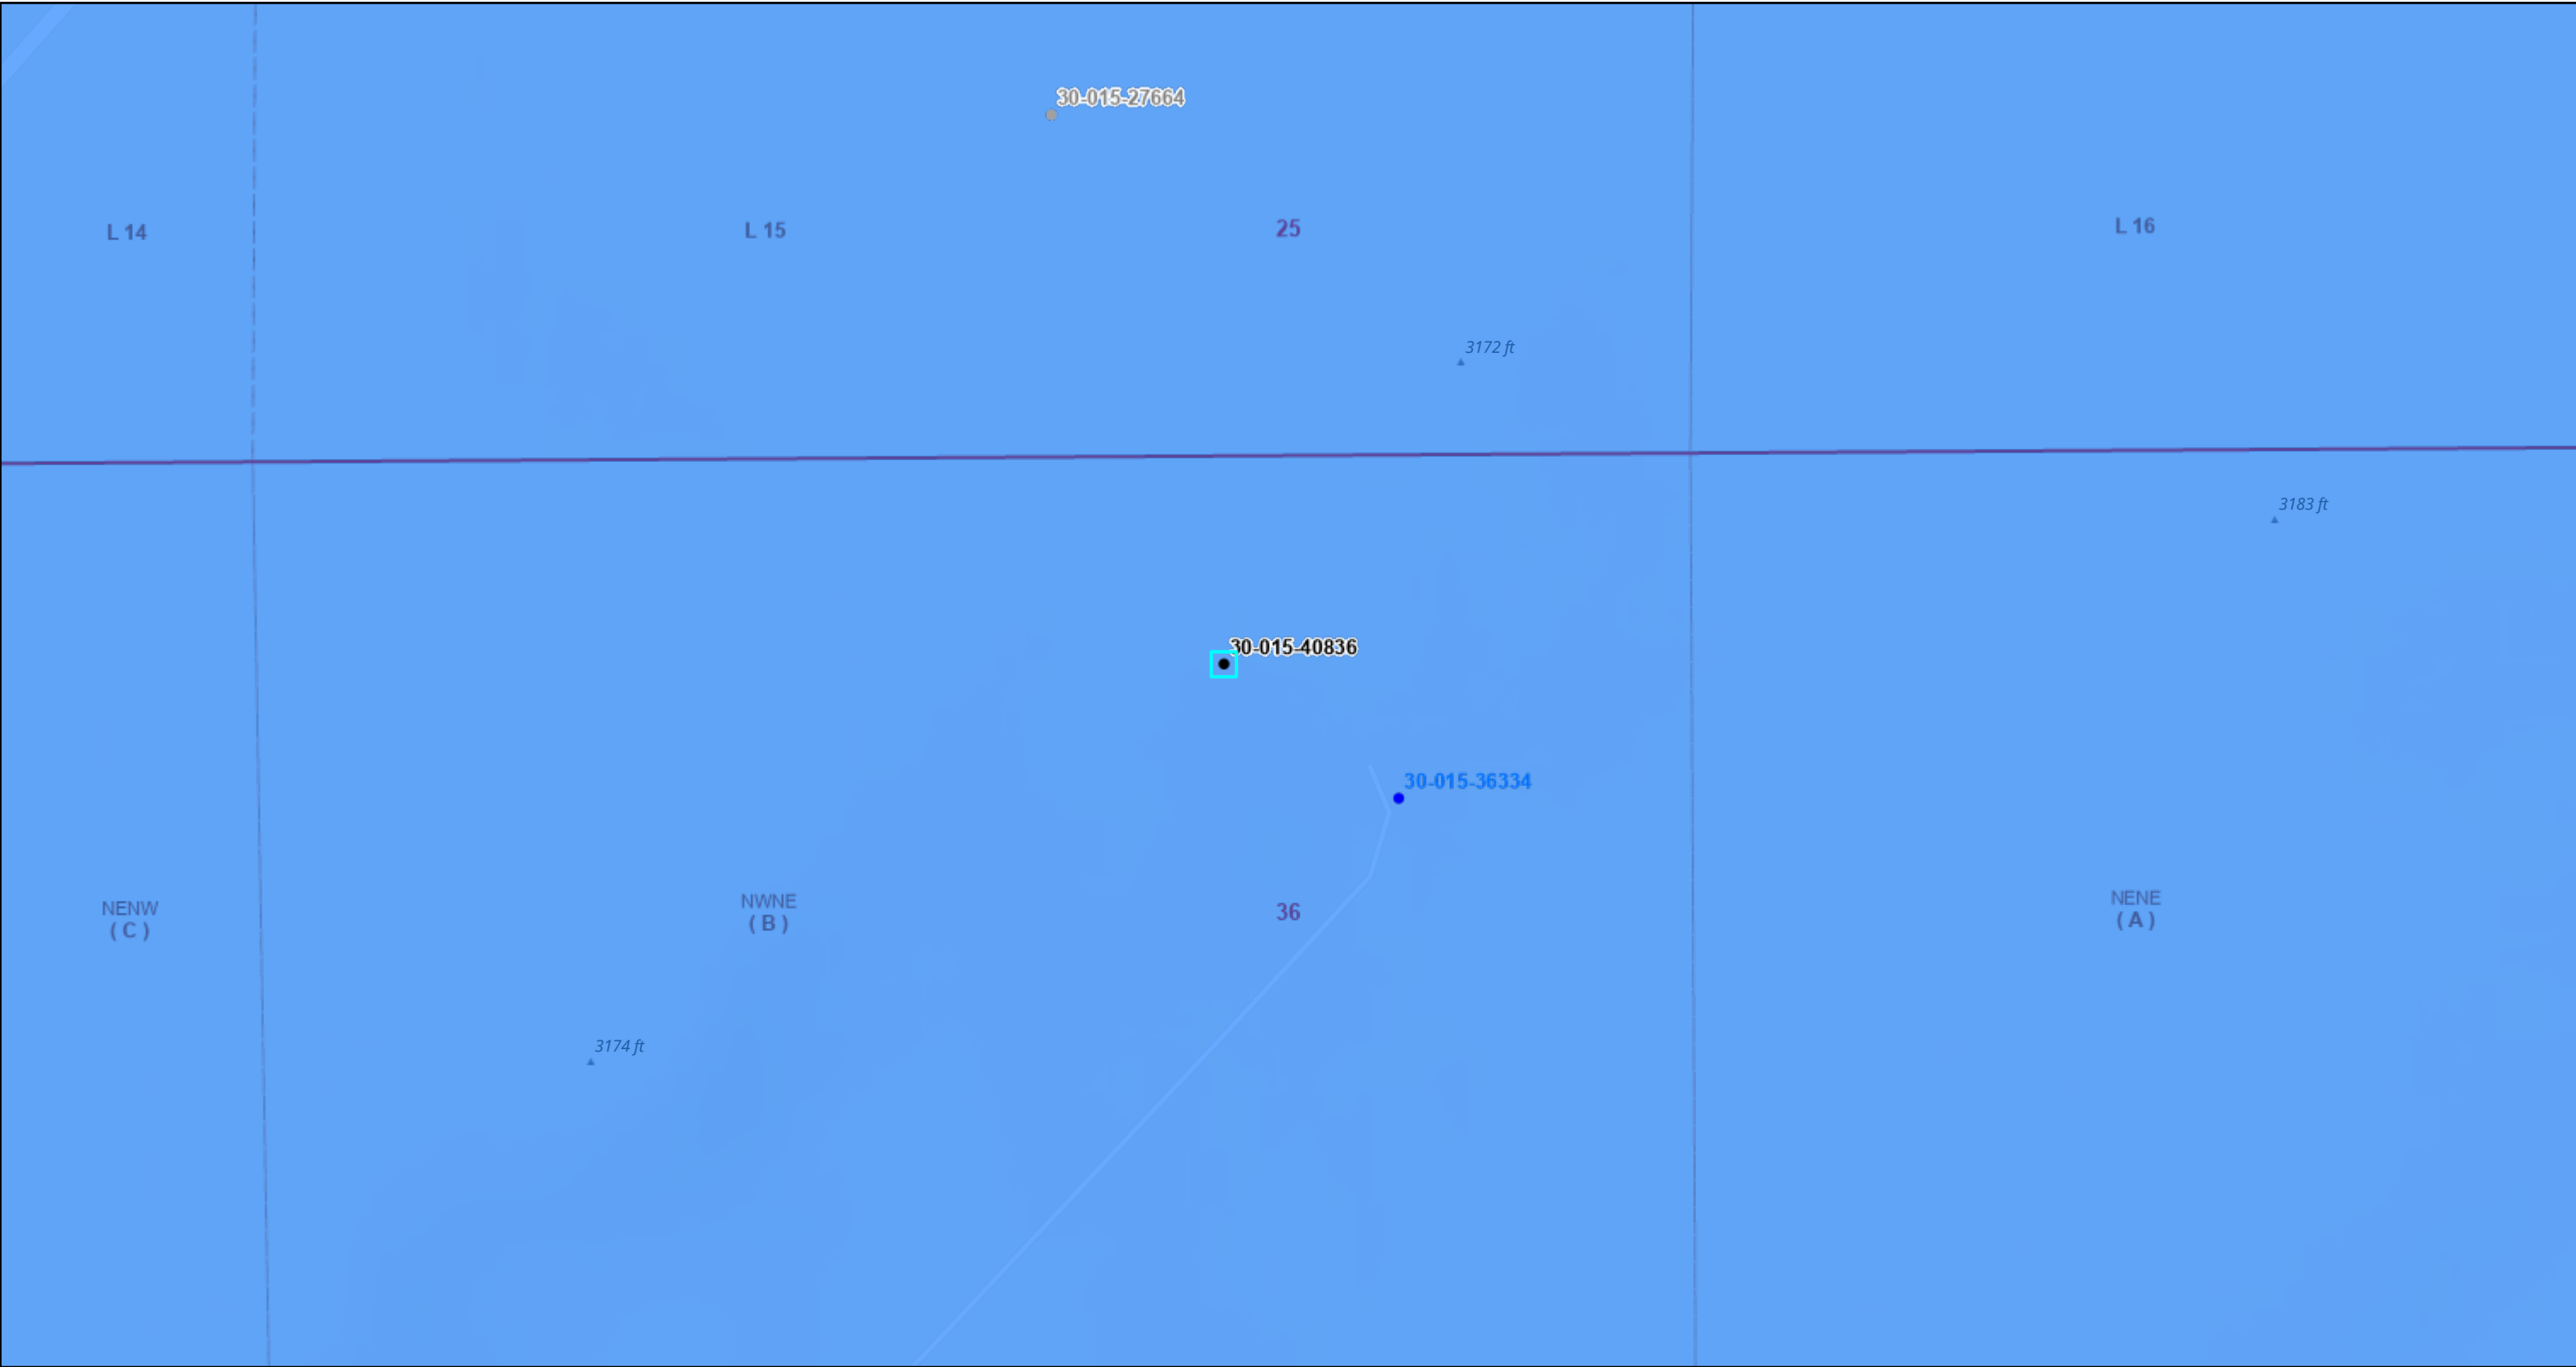 30-015-27664
L 14
L 15
25
L 16
3172 ft
3183 ft
30-015-40836
30-015-36334
NENW
( C )
NWNE
( B )
36
NENE
( A )
3174 ft